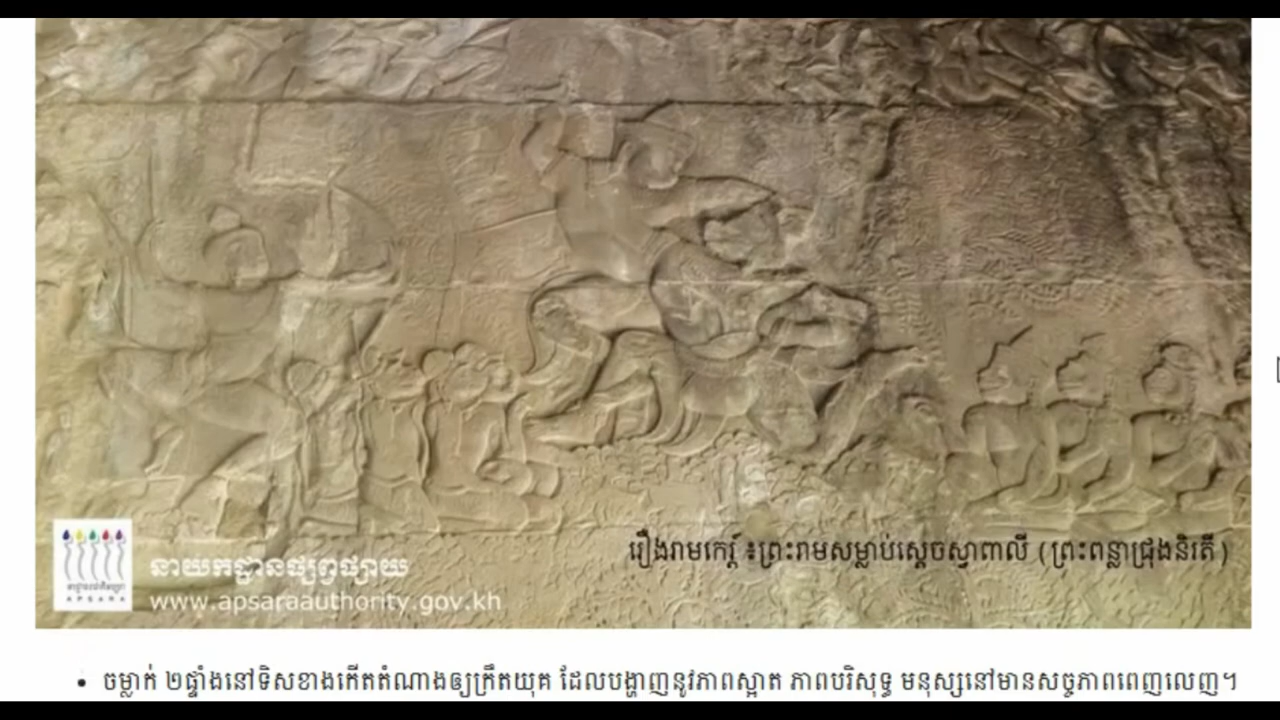 រឿងរាមកេរ្តិ៍ ៖ព្រះរាមសម្លាប់ស្ដេចស្វាពាលី (ព្រះពន្លាជ្រុងនិរតី)
APSARA
នាយកដ្ឋានផ្សព្វផ្សាយ
www.apsaraauthority.gov.kh
• ចម្លាក់ ២ផ្ទាំងនៅទិសខាងកើតតំណាងឲ្យក្រឹតយុគ ដែលបង្ហាញនូវភាពស្អាត ភាពបរិសុទ្ធ មនុស្សនៅមានសច្ចភាពពេញលេញ។